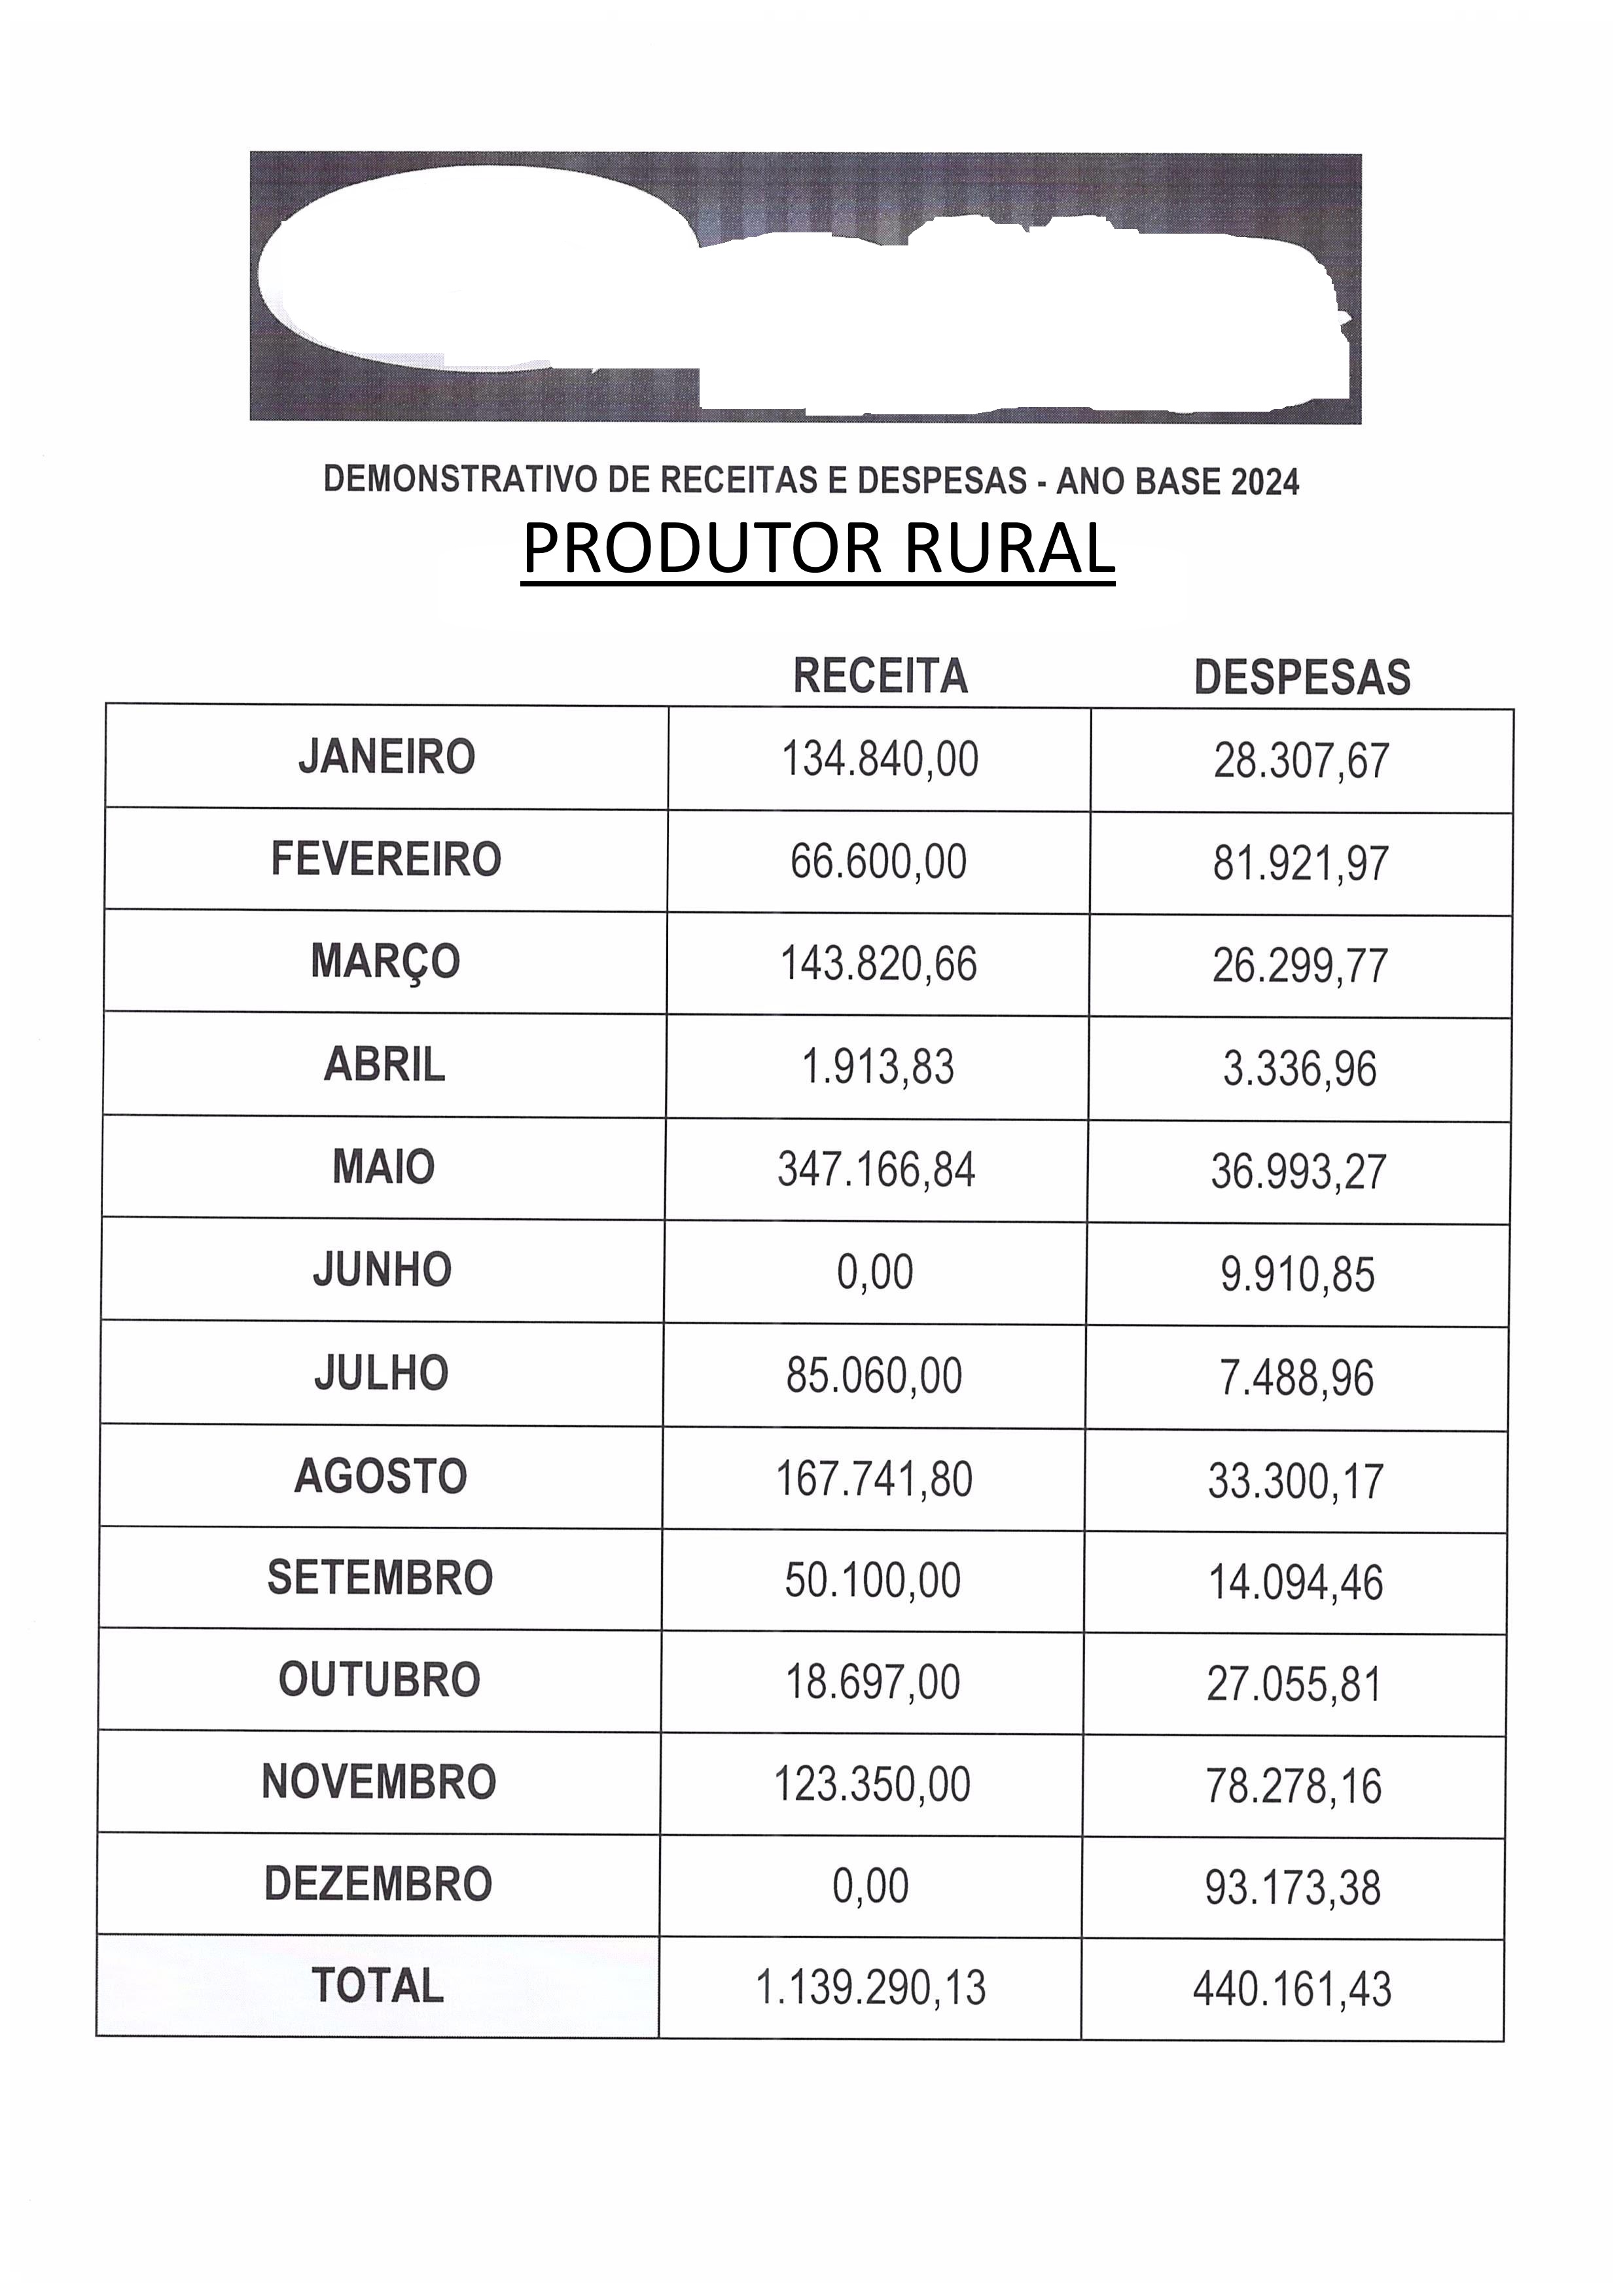 DEMONSTRATIVO DE RECEITAS E DESPESAS - ANO BASE 2024
PRODUTOR RURAL
RECEITA DESPESAS
JANEIRO 134.840,00 28.307,67
FEVEREIRO 66.600,00 81.921,97
MARÇO 143.820,66 26.299,77
ABRIL 1.913,83 3.336,96
MAIO 347.166,84 36.993,27
JUNHO 0,00 9.910,85
JULHO 85.060,00 7.488,96
AGOSTO 167.741,80 33.300,17
SETEMBRO 50.100,00 14.094,46
OUTUBRO 18.697,00 27.055,81
NOVEMBRO 123.350,00 78.278,16
DEZEMBRO 0,00 93.173,38
TOTAL 1.139.290,13 440.161,43